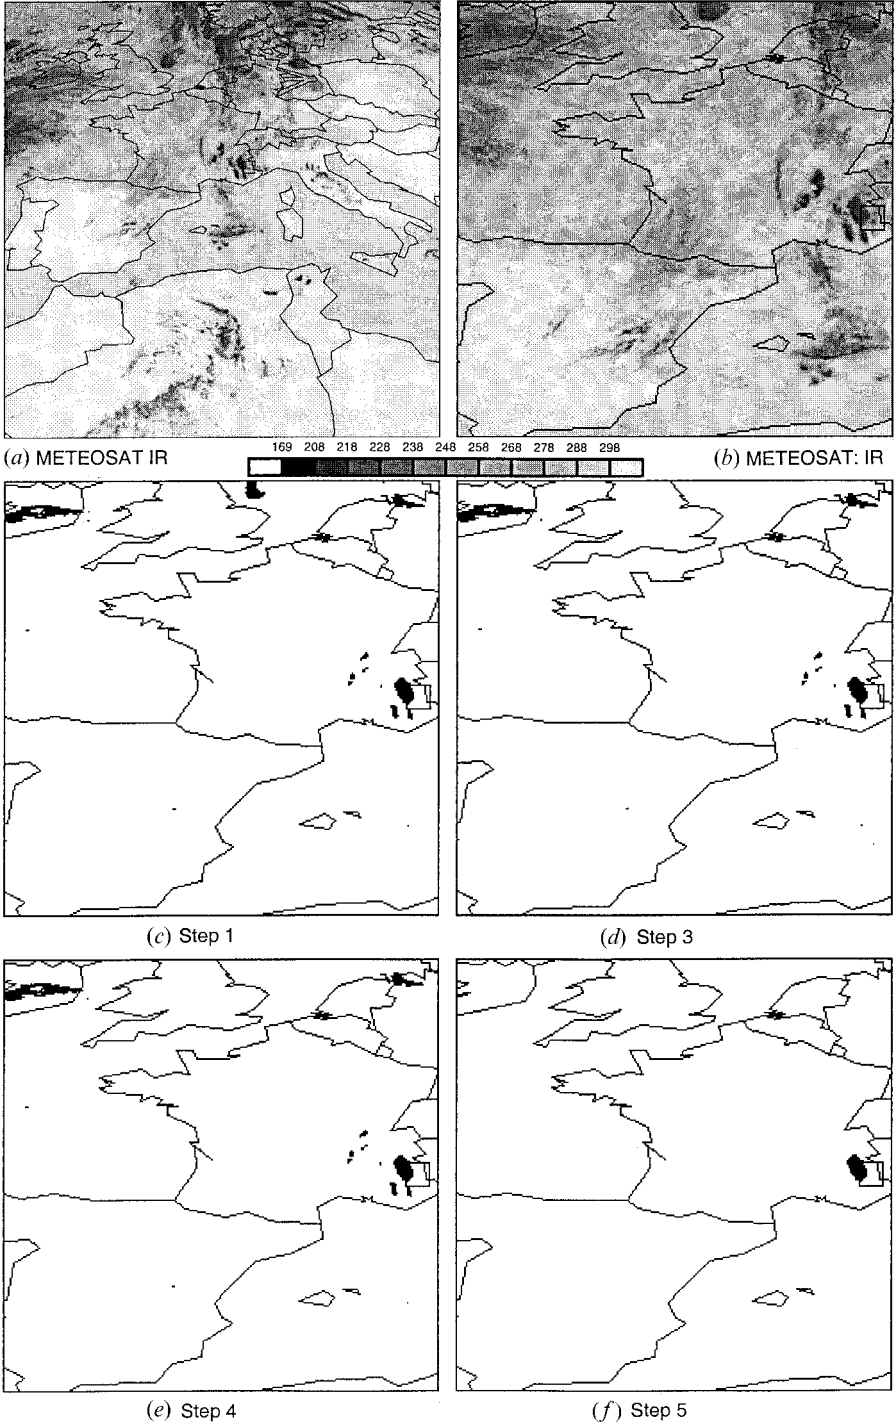 169 208 218 228 238 248 258 268 278 288 298
(a) METEOSAT IR
(b) METEOSAT: IR
(c) Step 1
(d) Step 3
(e) Step 4
(f) Step 5